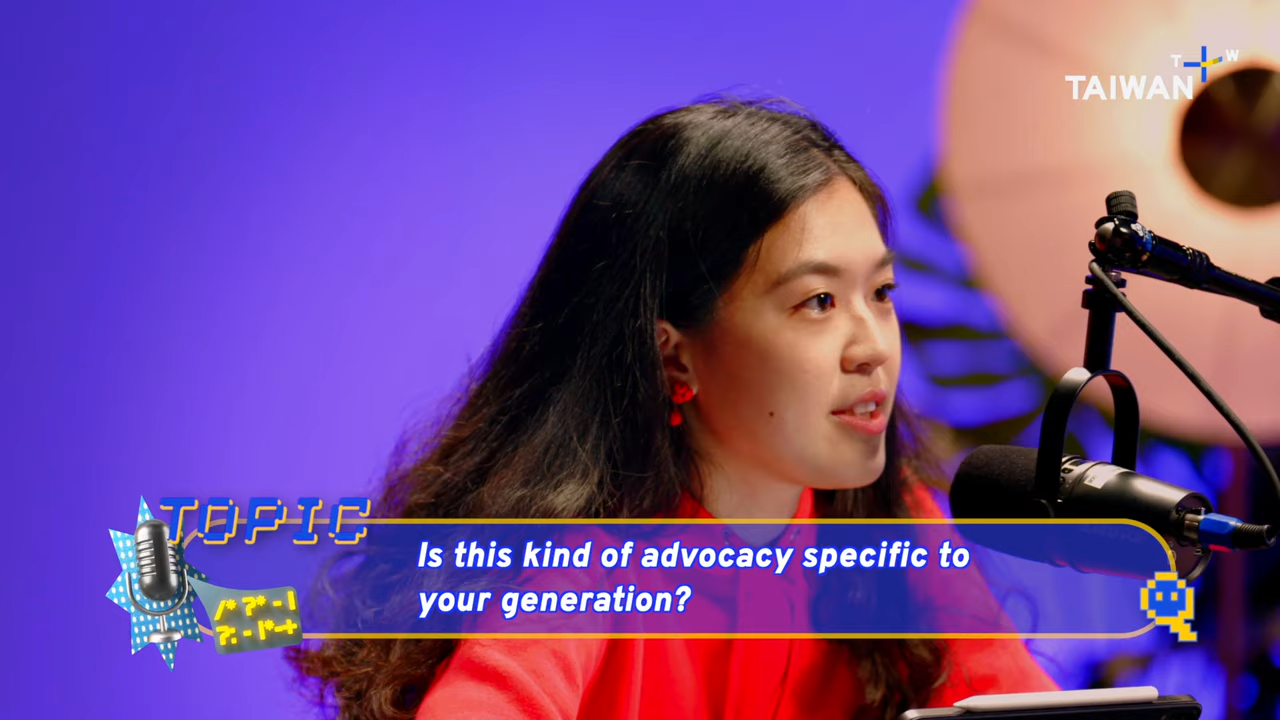 T W
TAIWAN
TOPIC
Is this kind of advocacy specific to
your generation?
/* ?* - !
?: - |* - +